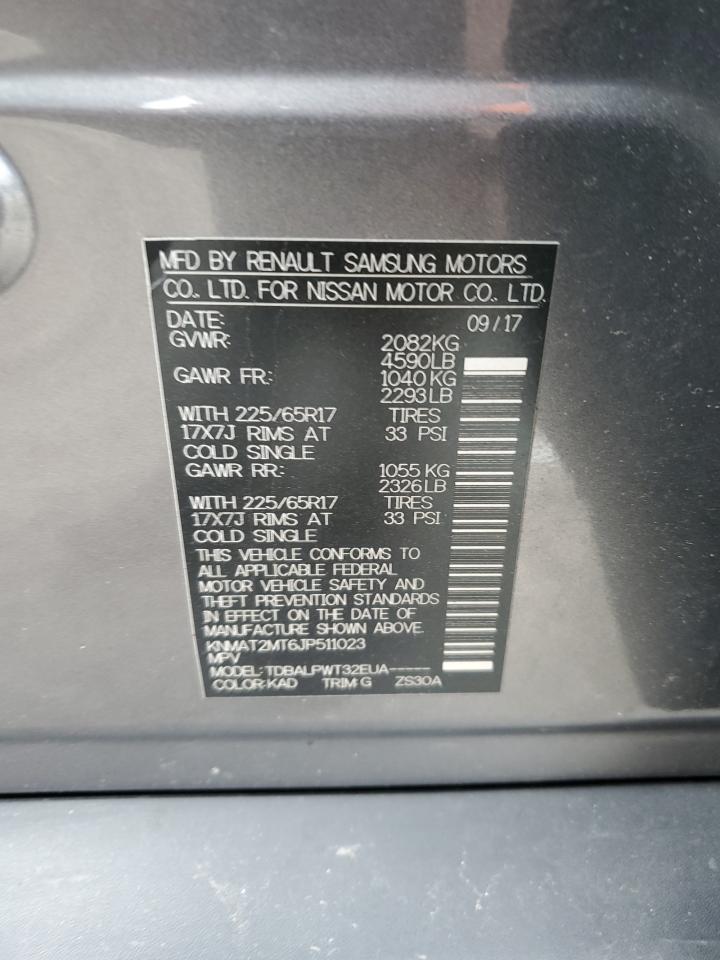 MFD BY RENAULT SAMSUNG MOTORS
CO., LTD. FOR NISSAN MOTOR CO., LTD.
DATE: 09/17
GVWR: 2082KG
4590LB
GAWR FR: 1040KG
2293LB
WITH 225/65R17 TIRES
17X7J RIMS AT 33 PSI
COLD SINGLE
GAWR RR: 1055KG
2326LB
WITH 225/65R17 TIRES
17X7J RIMS AT 33 PSI
COLD SINGLE
THIS VEHICLE CONFORMS TO
ALL APPLICABLE FEDERAL
MOTOR VEHICLE SAFETY AND
THEFT PREVENTION STANDARDS
IN EFFECT ON THE DATE OF
MANUFACTURE SHOWN ABOVE.
KNMAT2MT6JP511023
MPV
MODEL: TDBALPWT32EUA------
COLOR:KAD TRIM:G ZS30A